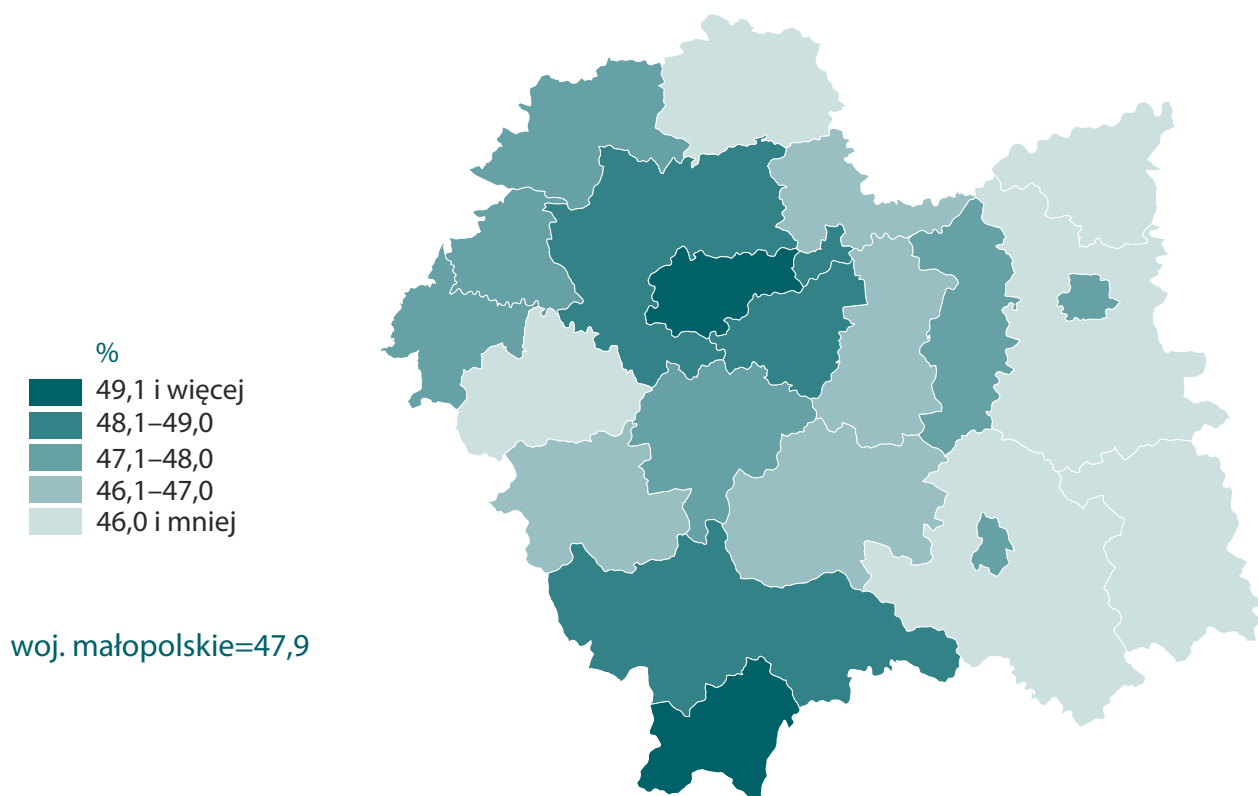 %
49,1 i więcej
48,1–49,0
47,1–48,0
46,1–47,0
46,0 i mniej
woj. małopolskie=47,9